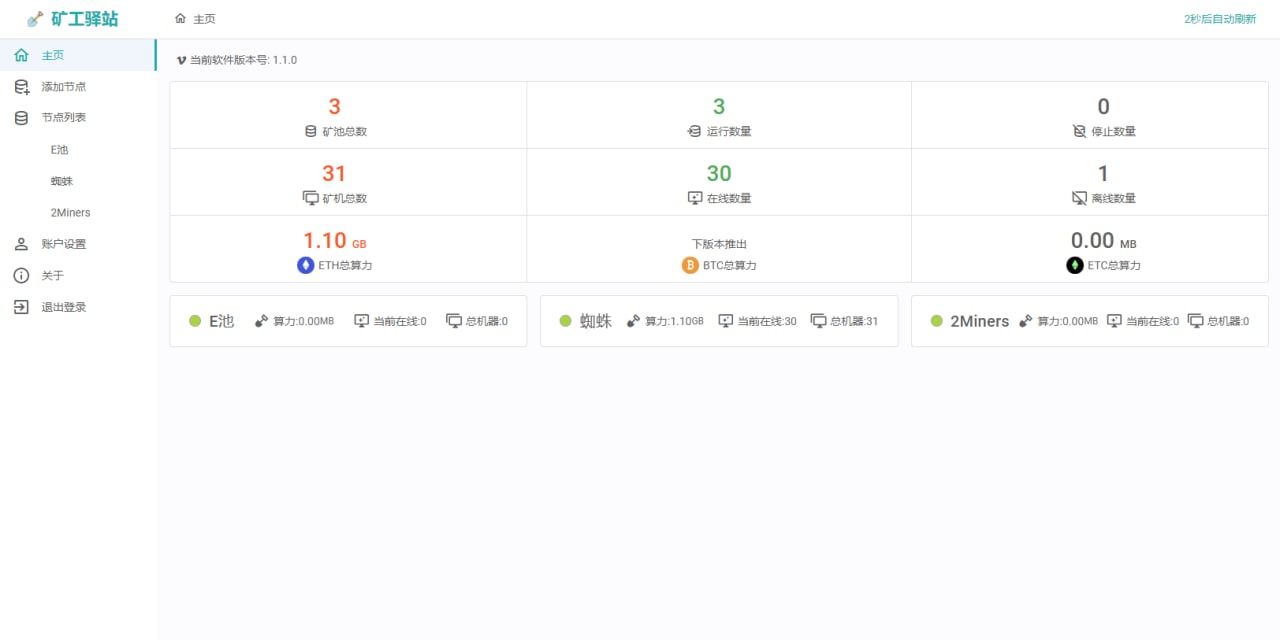 矿工驿站
主页
2秒后自动刷新
主页
添加节点
节点列表
E池
蜘蛛
2Miners
账户设置
关于
退出登录
当前软件版本号: 1.1.0
3
矿池总数
3
运行数量
0
停止数量
31
矿机总数
30
在线数量
1
离线数量
1.10 GB
ETH总算力
下版本推出
BTC总算力
0.00 MB
ETC总算力
E池 算力:0.00MB 当前在线:0 总机器:0
蜘蛛 算力:1.10GB 当前在线:30 总机器:31
2Miners 算力:0.00MB 当前在线:0 总机器:0